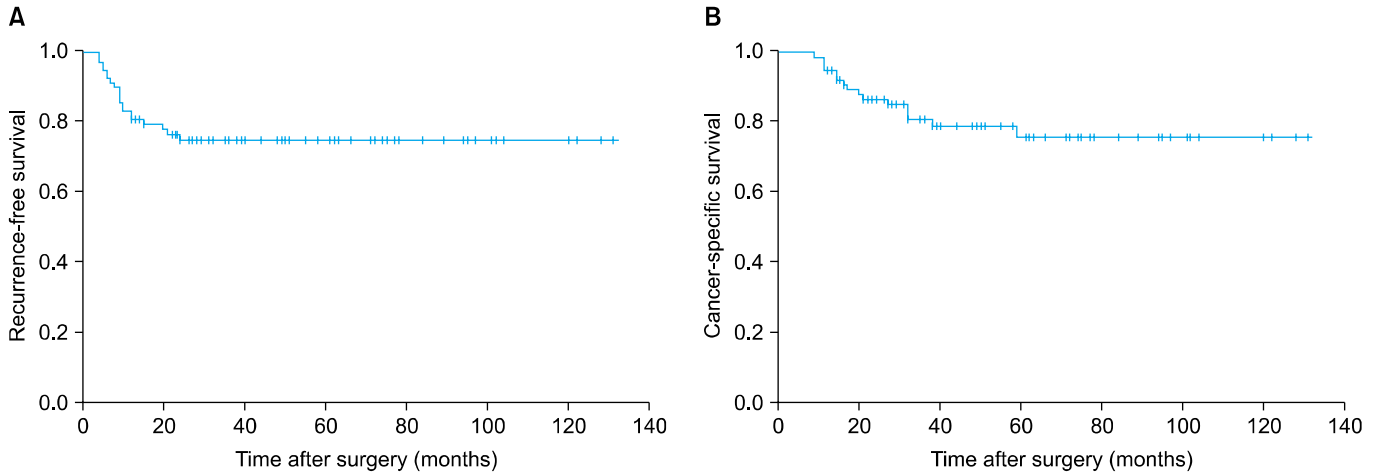 A
1.0
0.8
0.6
0.4
0.2
0.0
Recurrence-free survival
0 20 40 60 80 100 120 140
Time after surgery (months)
B
1.0
0.8
0.6
0.4
0.2
0.0
Cancer-specific survival
0 20 40 60 80 100 120 140
Time after surgery (months)